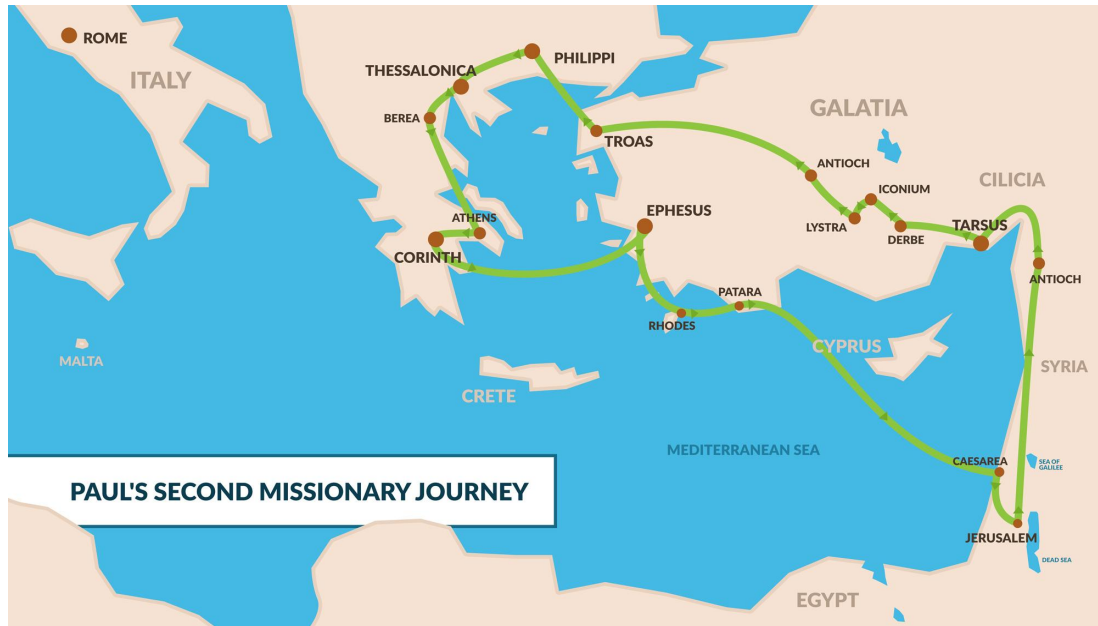 ROME
ITALY
PHILIPPI
THESSALONICA
BEREA
TROAS
GALATIA
ANTIOCH
ICONIUM
CILICIA
LYSTRA
DERBE
TARSUS
EPHESUS
ATHENS
CORINTH
ANTIOCH
PATARA
RHODES
CYPRUS
MALTA
SYRIA
CRETE
MEDITERRANEAN SEA
CAESAREA
SEA OF
GALILEE
PAUL'S SECOND MISSIONARY JOURNEY
JERUSALEM
DEAD SEA
EGYPT